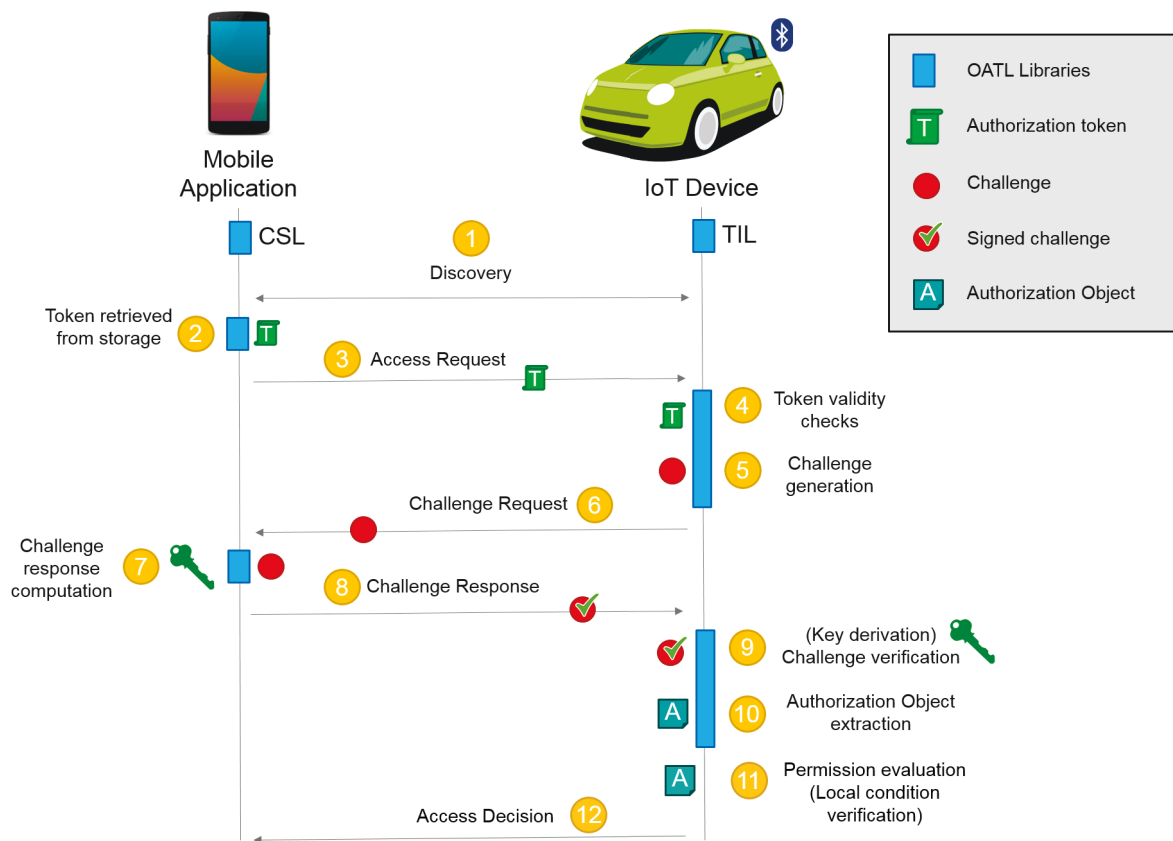 Mobile
Application
IoT Device
OATL Libraries
T
Authorization token
Challenge
Signed challenge
A
Authorization Object
CSL
TIL
1
Discovery
Token retrieved
from storage
2
T
3
Access Request
T
T
4
Token validity
checks
5
Challenge
generation
Challenge Request
6
Challenge
response
computation
7
8
Challenge Response
9
(Key derivation)
Challenge verification
A
10
Authorization Object
extraction
A
11
Permission evaluation
(Local condition
verification)
Access Decision
12